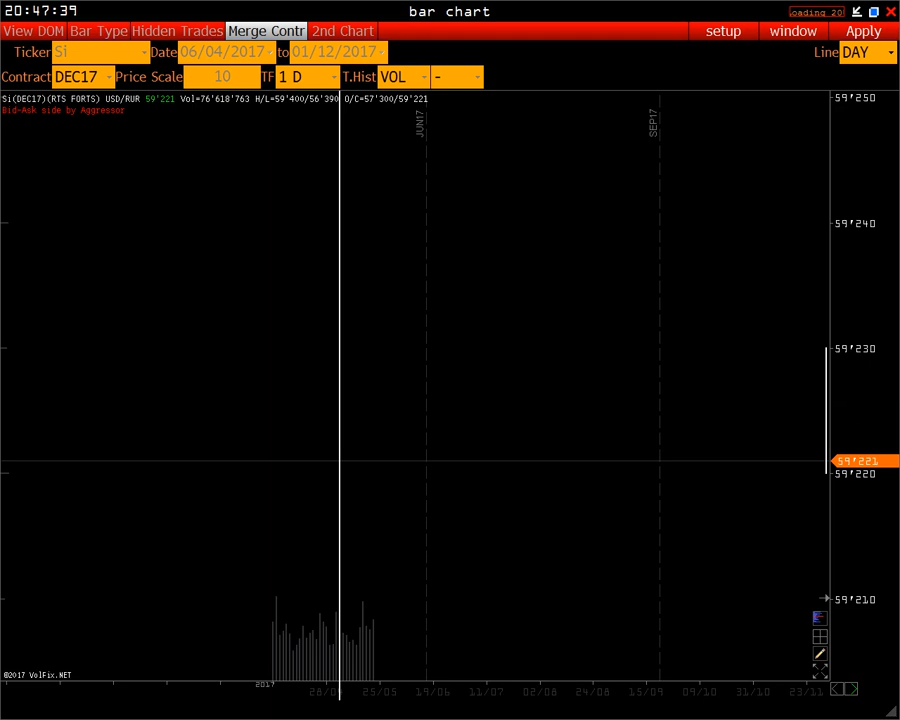 20:47:39 bar chart loading 20
View DOM Bar Type Hidden Trades Merge Contr 2nd Chart setup window Apply
Ticker Si Date 06/04/2017 to 01/12/2017 Line DAY
Contract DEC17 Price Scale 10 TF 1 D T.Hist VOL -
Si(DEC17)(RTS FORTS) USD/RUR 59'221 Vol=76'618'763 H/L=59'400/56'390 O/C=57'300/59'221
Bid-Ask side by Aggressor
59'250
JUN17
SEP17
59'240
59'230
59'221
59'220
59'210
©2017 VolFix.NET
2017
25/05 19/06 11/07 02/08 24/08 15/09 09/10 31/10 23/11